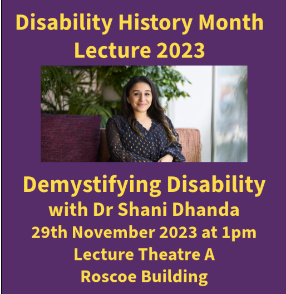 Disability History Month
Lecture 2023
Demystifying Disability
with Dr Shani Dhanda
29th November 2023 at 1pm
Lecture Theatre A
Roscoe Building